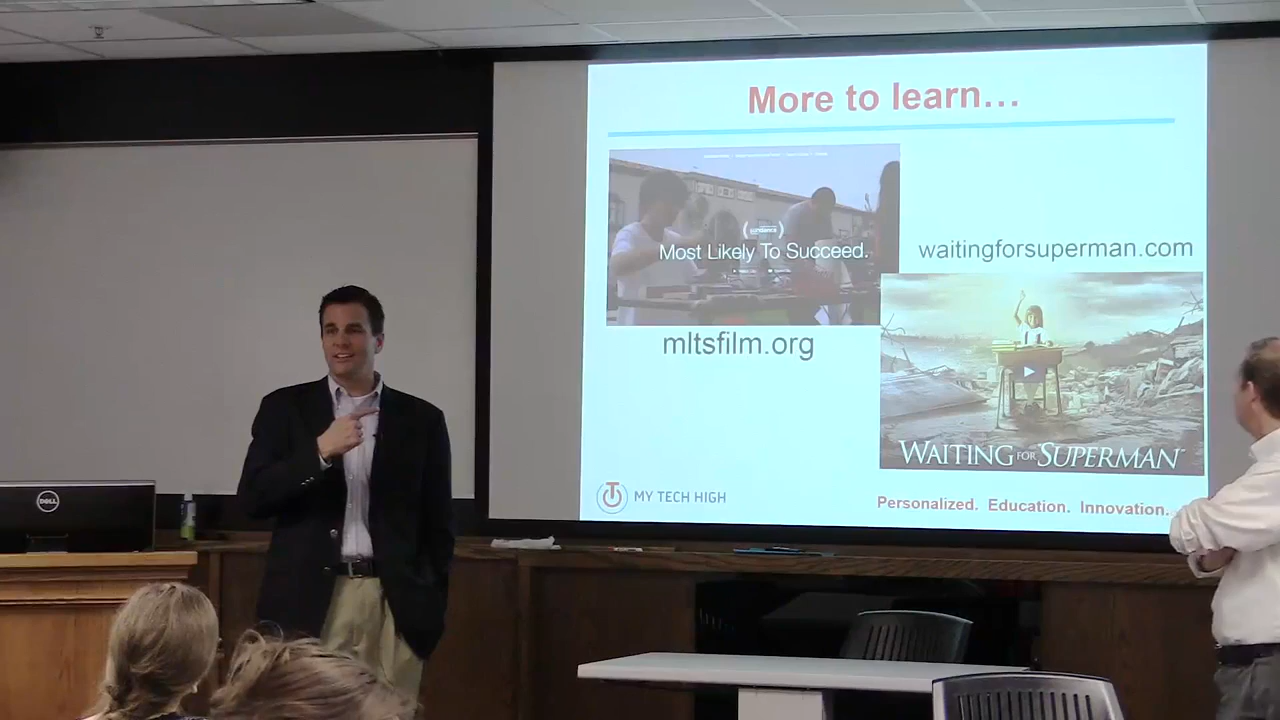 More to learn…
sundance
Most Likely To Succeed.
mltsfilm.org
waitingforsuperman.com
WAITING FOR SUPERMAN
MY TECH HIGH
Personalized. Education. Innovation.
DELL